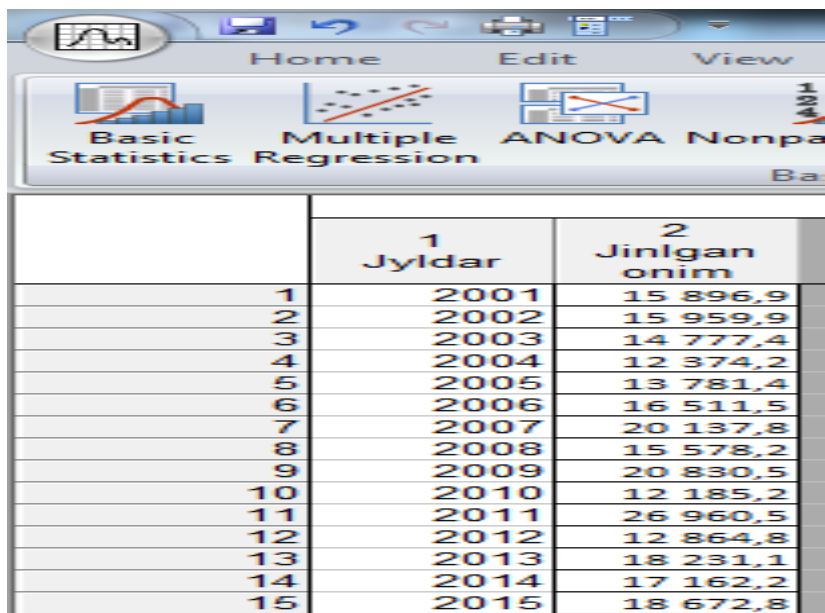 Home Edit View
Basic Statistics Multiple Regression ANOVA
1 Jyldar 2 Jinlgan onim
1 2001 15 896,9
2 2002 15 959,9
3 2003 14 777,4
4 2004 12 374,2
5 2005 13 781,4
6 2006 16 511,5
7 2007 20 137,8
8 2008 15 578,2
9 2009 20 830,5
10 2010 12 185,2
11 2011 26 960,5
12 2012 12 864,8
13 2013 18 231,1
14 2014 17 162,2
15 2015 18 672,8